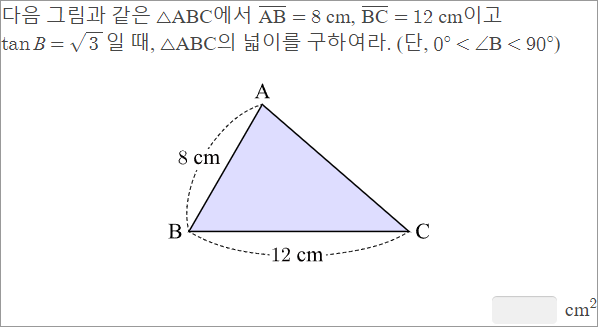 다음 그림과 같은 △ABC에서 A̅B̅ = 8 cm, B̅C̅ = 12 cm이고
tan B = √3 일 때, △ABC의 넓이를 구하여라. (단, 0° < ∠B < 90°)
A
8 cm
B
C
12 cm
cm²